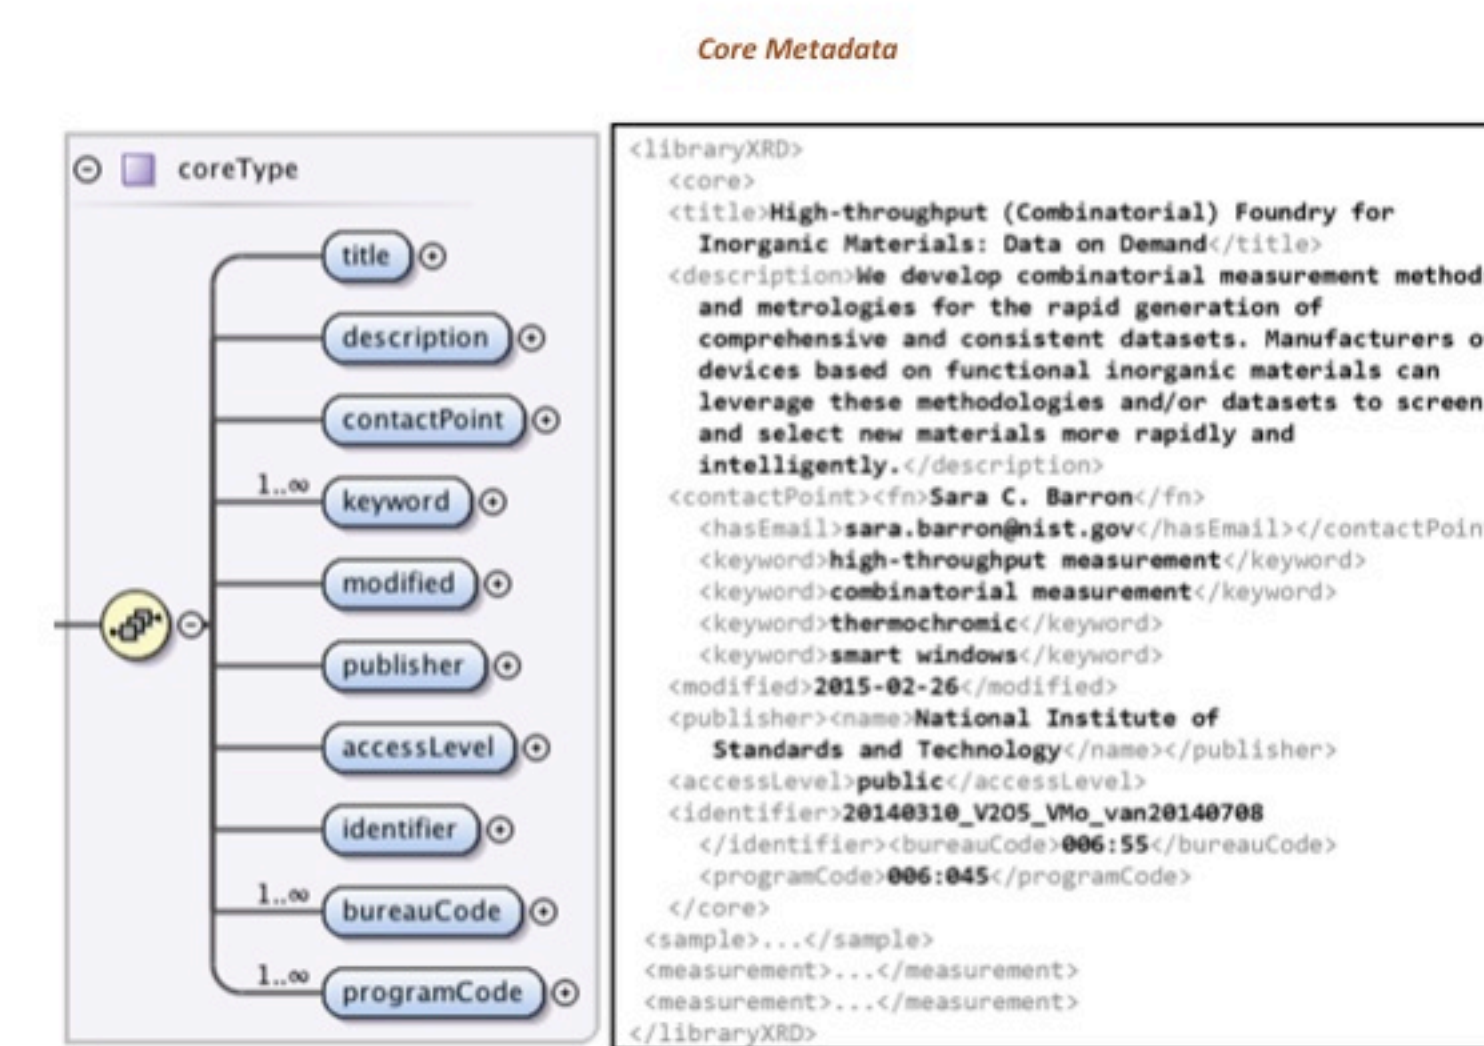 Core Metadata
coreType
title
description
contactPoint
1..∞
keyword
modified
publisher
accessLevel
identifier
1..∞
bureauCode
1..∞
programCode
<libraryXRD>
<core>
<title>High-throughput (Combinatorial) Foundry for
Inorganic Materials: Data on Demand</title>
<description>We develop combinatorial measurement method
and metrologies for the rapid generation of
comprehensive and consistent datasets. Manufacturers o
devices based on functional inorganic materials can
leverage these methodologies and/or datasets to screen
and select new materials more rapidly and
intelligently.</description>
<contactPoint><fn>Sara C. Barron</fn>
<hasEmail>sara.barron@nist.gov</hasEmail></contactPoin
<keyword>high-throughput measurement</keyword>
<keyword>combinatorial measurement</keyword>
<keyword>thermochromic</keyword>
<keyword>smart windows</keyword>
<modified>2015-02-26</modified>
<publisher><name>National Institute of
Standards and Technology</name></publisher>
<accessLevel>public</accessLevel>
<identifier>20140310_V2O5_VMo_van20140708
</identifier><bureauCode>006:55</bureauCode>
<programCode>006:045</programCode>
</core>
<sample>...</sample>
<measurement>...</measurement>
<measurement>...</measurement>
</libraryXRD>